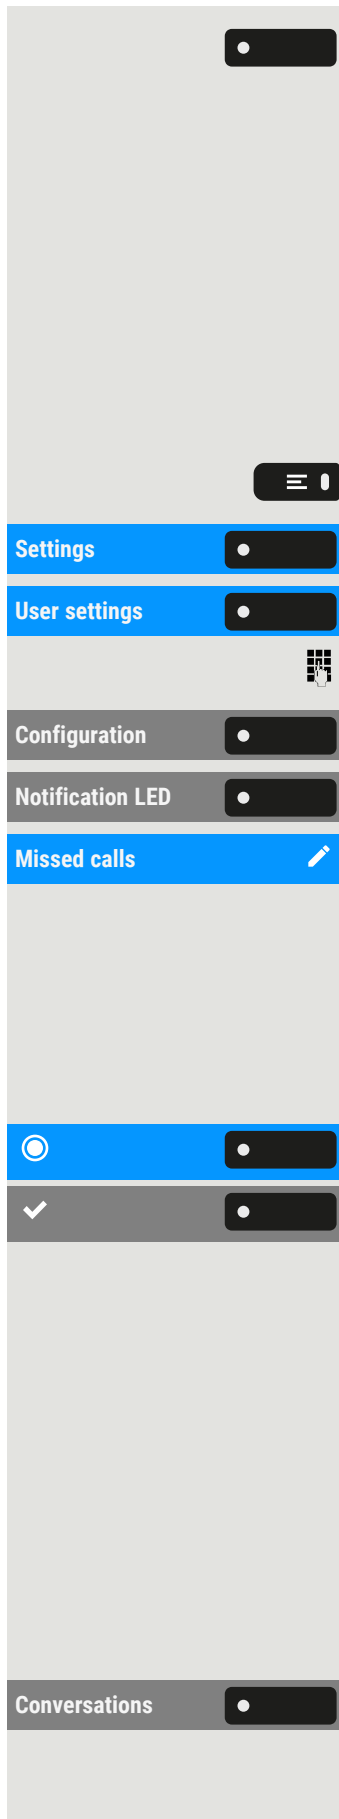 Settings
User settings
Configuration
Notification LED
Missed calls
Conversations